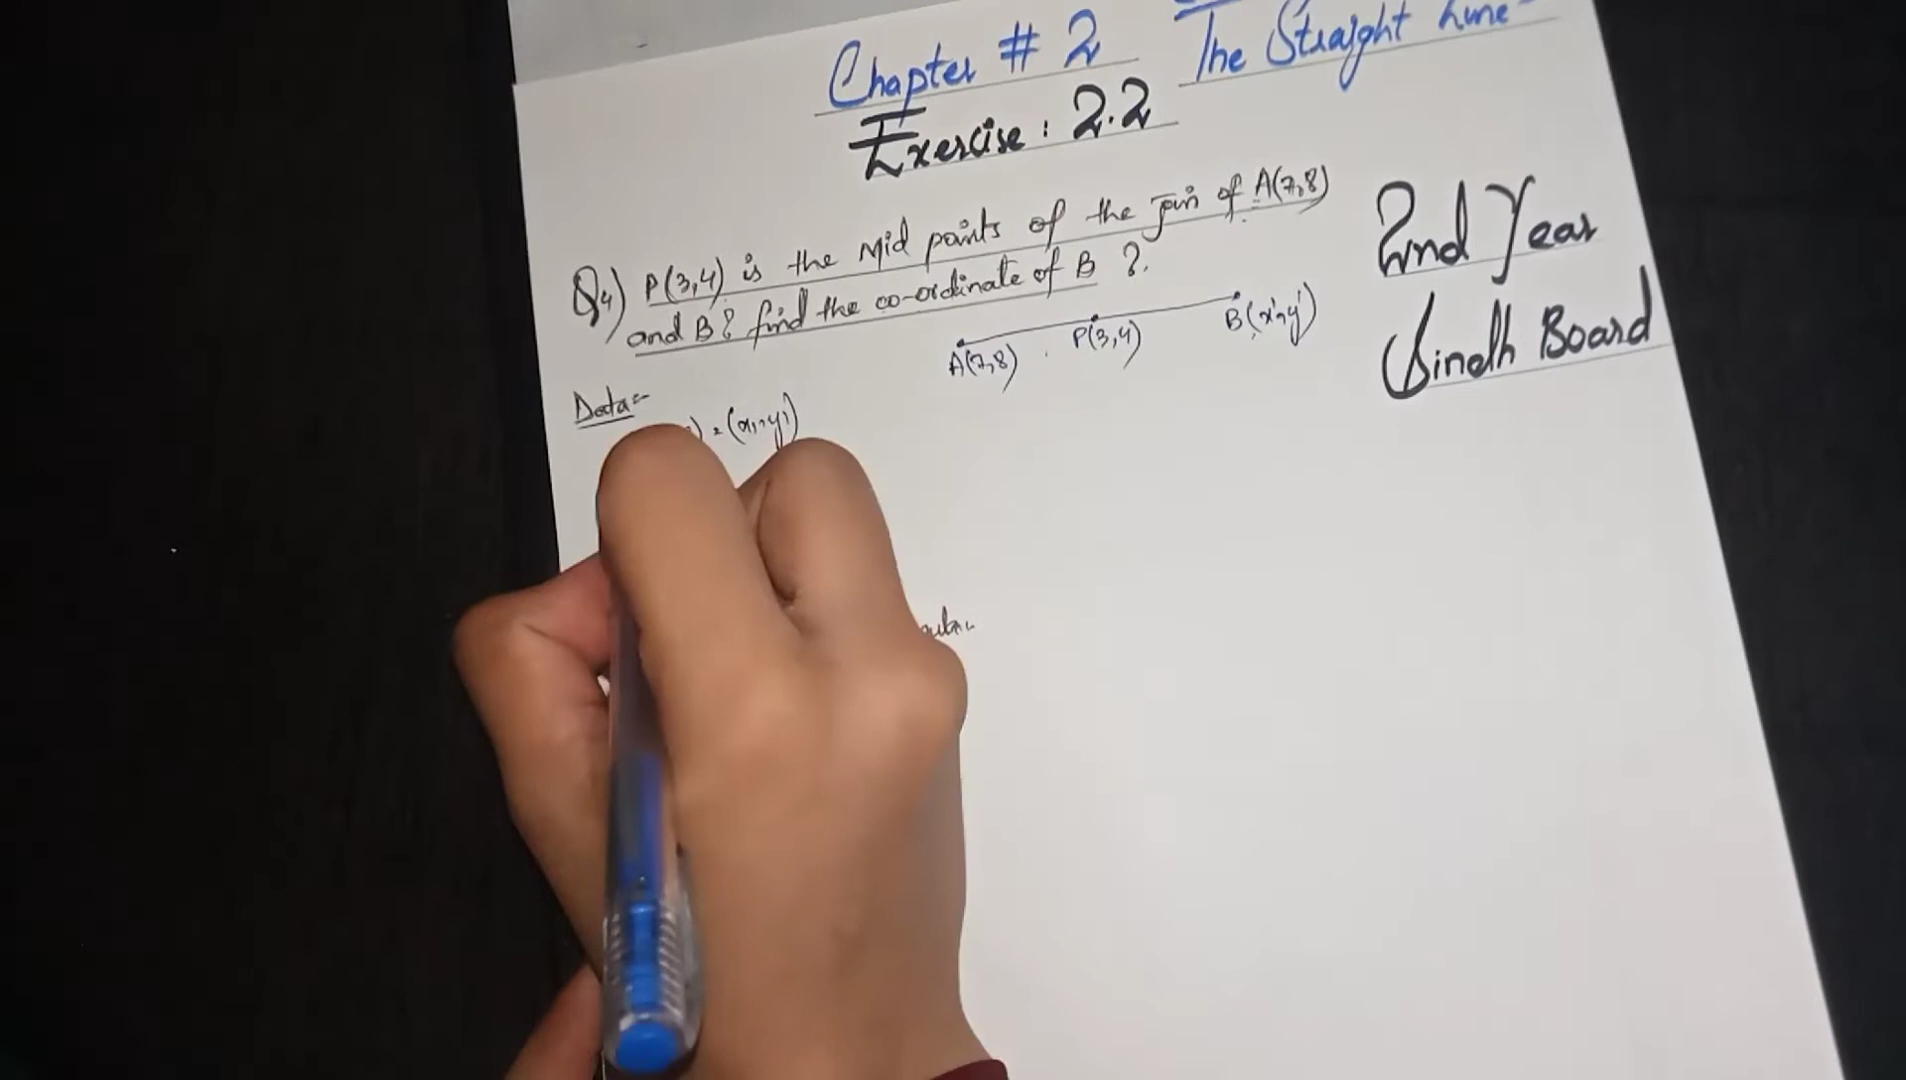 Chapter # 2 The Straight Line
Exercise : 2.2
Q4) P(3,4) is the Mid points of the join of A(7,8)
and B? find the co-ordinate of B ?.
A(7,8) P(3,4) B(x',y')
2nd Year
Sindh Board
Data:-
) = (x1,y1)